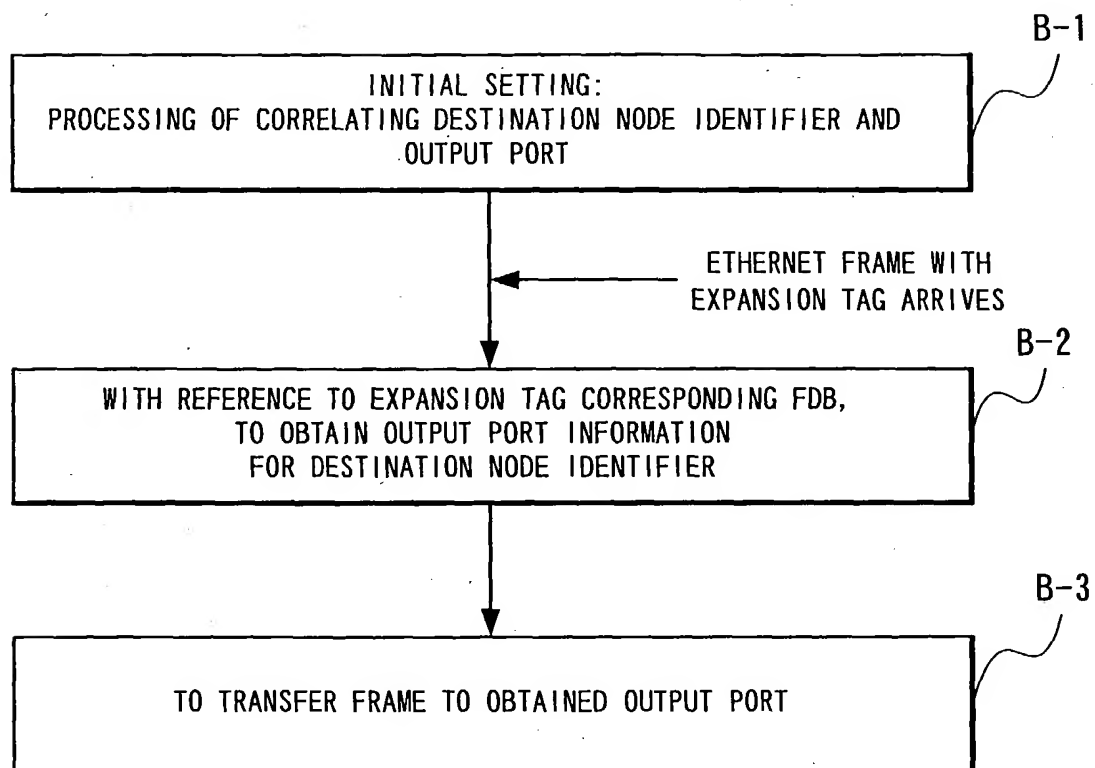 B-1
INITIAL SETTING:
PROCESSING OF CORRELATING DESTINATION NODE IDENTIFIER AND
OUTPUT PORT
ETHERNET FRAME WITH
EXPANSION TAG ARRIVES
B-2
WITH REFERENCE TO EXPANSION TAG CORRESPONDING FDB,
TO OBTAIN OUTPUT PORT INFORMATION
FOR DESTINATION NODE IDENTIFIER
B-3
TO TRANSFER FRAME TO OBTAINED OUTPUT PORT